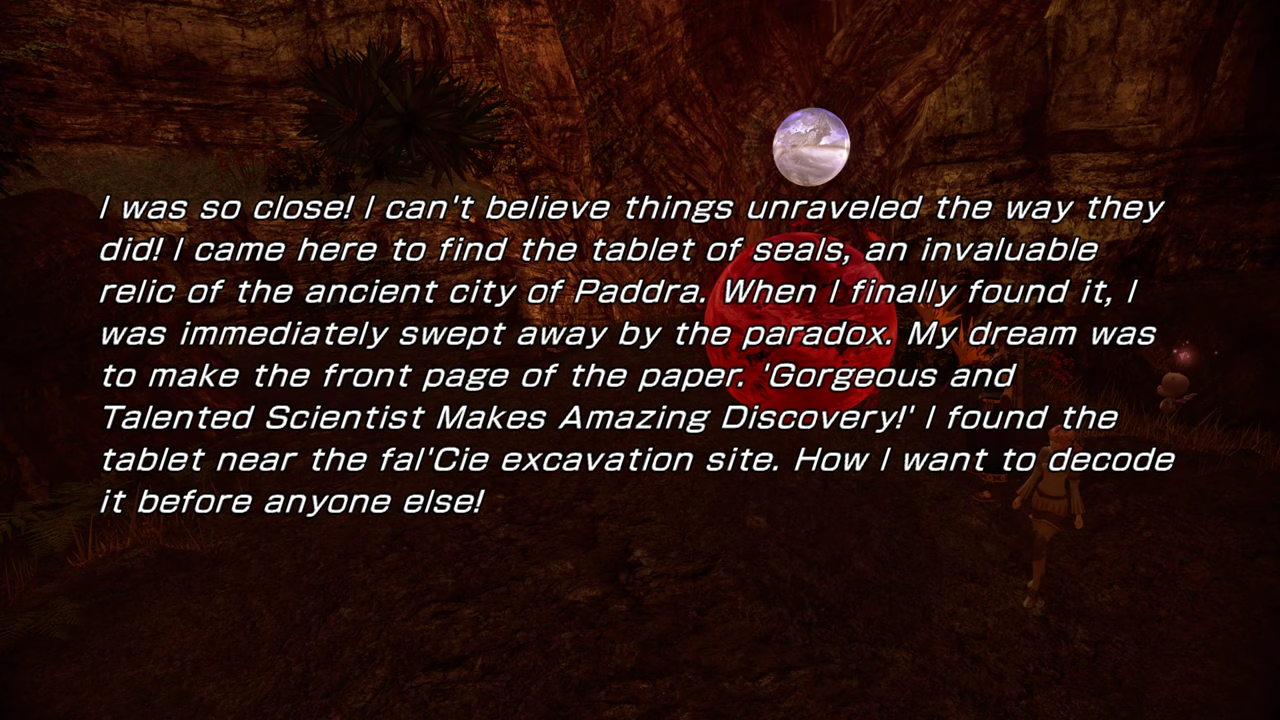 I was so close! I can't believe things unraveled the way they
did! I came here to find the tablet of seals, an invaluable
relic of the ancient city of Paddra. When I finally found it, I
was immediately swept away by the paradox. My dream was
to make the front page of the paper. 'Gorgeous and
Talented Scientist Makes Amazing Discovery!' I found the
tablet near the fal'Cie excavation site. How I want to decode
it before anyone else!